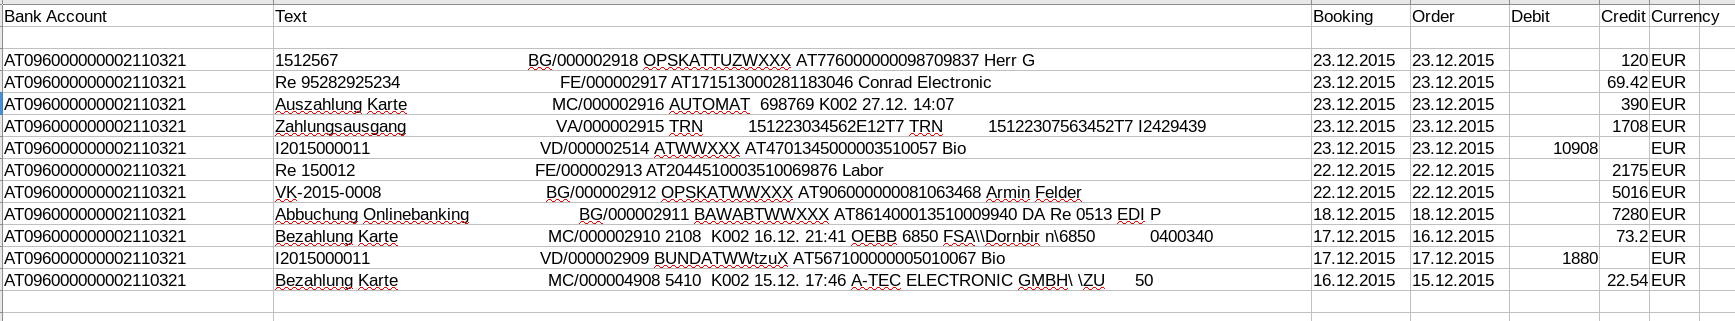 Bank Account Text Booking Order Debit Credit Currency
AT096000000002110321 1512567 BG/000002918 OPSKATTUZWXXX AT776000000098709837 Herr G 23.12.2015 23.12.2015 120 EUR
AT096000000002110321 Re 95282925234 FE/000002917 AT171513000281183046 Conrad Electronic 23.12.2015 23.12.2015 69.42 EUR
AT096000000002110321 Auszahlung Karte MC/000002916 AUTOMAT 698769 K002 27.12. 14:07 23.12.2015 23.12.2015 390 EUR
AT096000000002110321 Zahlungsausgang VA/000002915 TRN 151223034562E12T7 TRN 15122307563452T7 I2429439 23.12.2015 23.12.2015 1708 EUR
AT096000000002110321 I2015000011 VD/000002514 ATWWXXX AT4701345000003510057 Bio 23.12.2015 23.12.2015 10908 EUR
AT096000000002110321 Re 150012 FE/000002913 AT2044510003510069876 Labor 22.12.2015 22.12.2015 2175 EUR
AT096000000002110321 VK-2015-0008 BG/000002912 OPSKATWWXXX AT906000000081063468 Armin Felder 22.12.2015 22.12.2015 5016 EUR
AT096000000002110321 Abbuchung Onlinebanking BG/000002911 BAWABTWWXXX AT861400013510009940 DA Re 0513 EDI P 18.12.2015 18.12.2015 7280 EUR
AT096000000002110321 Bezahlung Karte MC/000002910 2108 K002 16.12. 21:41 OEBB 6850 FSA\\Dornbir n\6850 0400340 17.12.2015 16.12.2015 73.2 EUR
AT096000000002110321 I2015000011 VD/000002909 BUNDATWWtzuX AT567100000005010067 Bio 17.12.2015 17.12.2015 1880 EUR
AT096000000002110321 Bezahlung Karte MC/000004908 5410 K002 15.12. 17:46 A-TEC ELECTRONIC GMBH\ \ZU 50 16.12.2015 15.12.2015 22.54 EUR